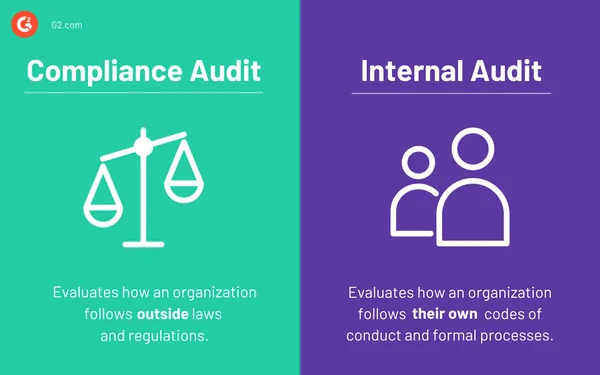 G2.com
Compliance Audit
Evaluates how an organization
follows outside laws
and regulations.
Internal Audit
Evaluates how an organization
follows their own codes of
conduct and formal processes.